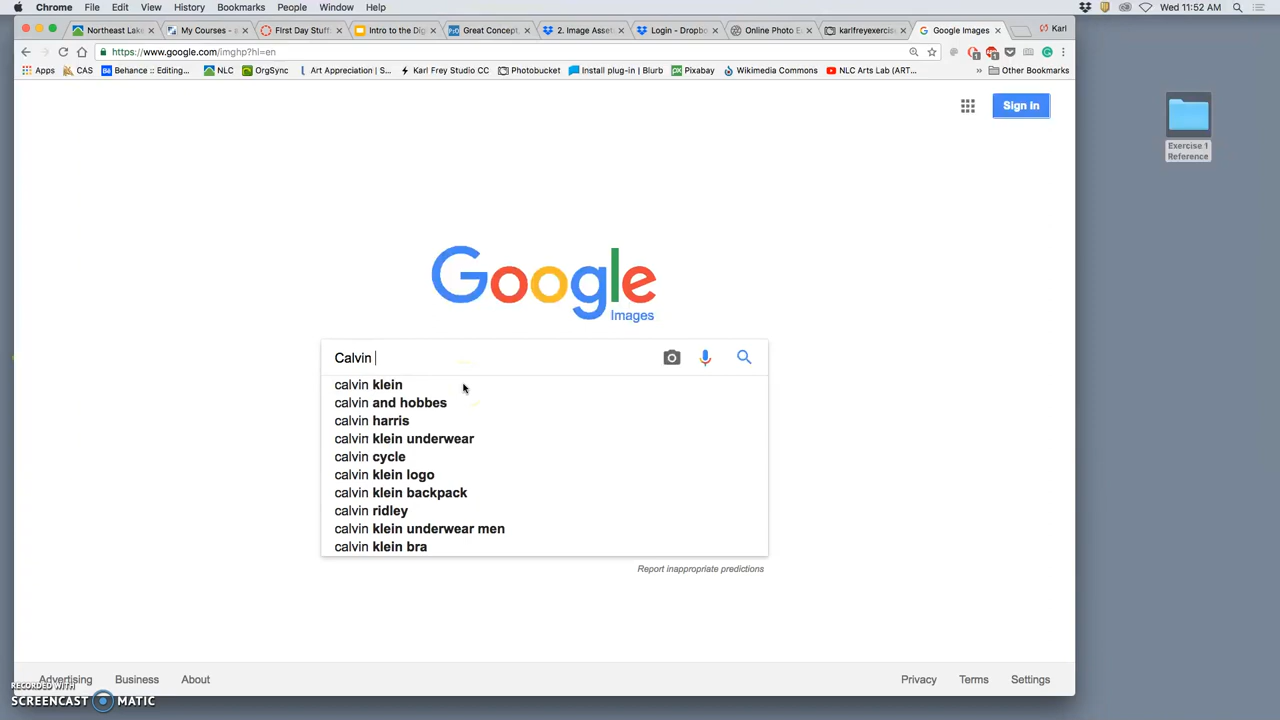 Chrome File Edit View History Bookmarks People Window Help Wed 11:52 AM
Northeast Lake My Courses - First Day Stuff Intro to the Dig Great Concept 2. Image Asset Login - Dropbo Online Photo E karlfreyexercis Google Images Karl
https://www.google.com/imghp?hl=en
Apps CAS Behance :: Editing... NLC OrgSync Art Appreciation | S... Karl Frey Studio CC Photobucket Install plug-in | Blurb Pixabay Wikimedia Commons NLC Arts Lab (ART... » Other Bookmarks
Sign in
Exercise 1
Reference
Google
Images
Calvin
calvin klein
calvin and hobbes
calvin harris
calvin klein underwear
calvin cycle
calvin klein logo
calvin klein backpack
calvin ridley
calvin klein underwear men
calvin klein bra
Report inappropriate predictions
Advertising Business About Privacy Terms Settings
RECORDED WITH
SCREENCAST MATIC